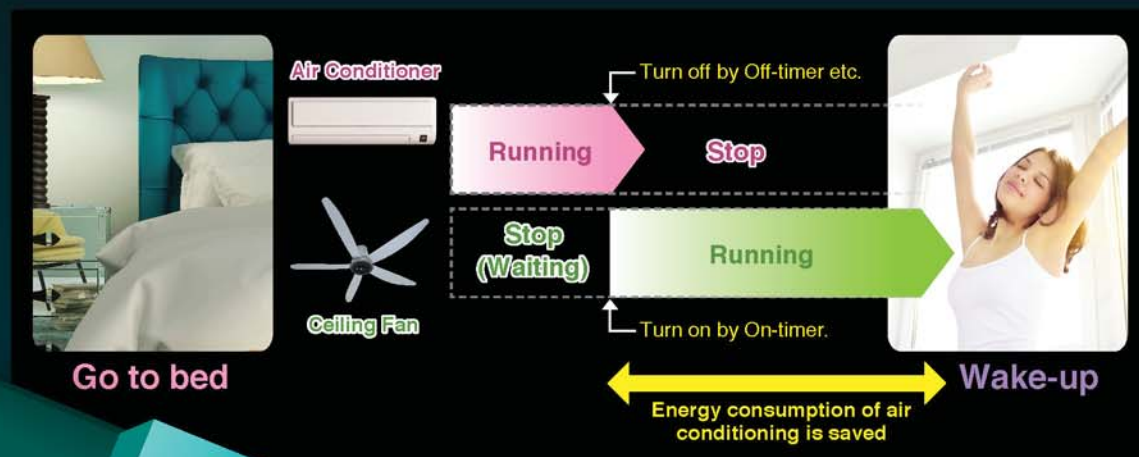 Air Conditioner
Turn off by Off-timer etc.
Running
Stop
Stop
(Waiting)
Running
Ceiling Fan
Turn on by On-timer.
Go to bed
Wake-up
Energy consumption of air
conditioning is saved